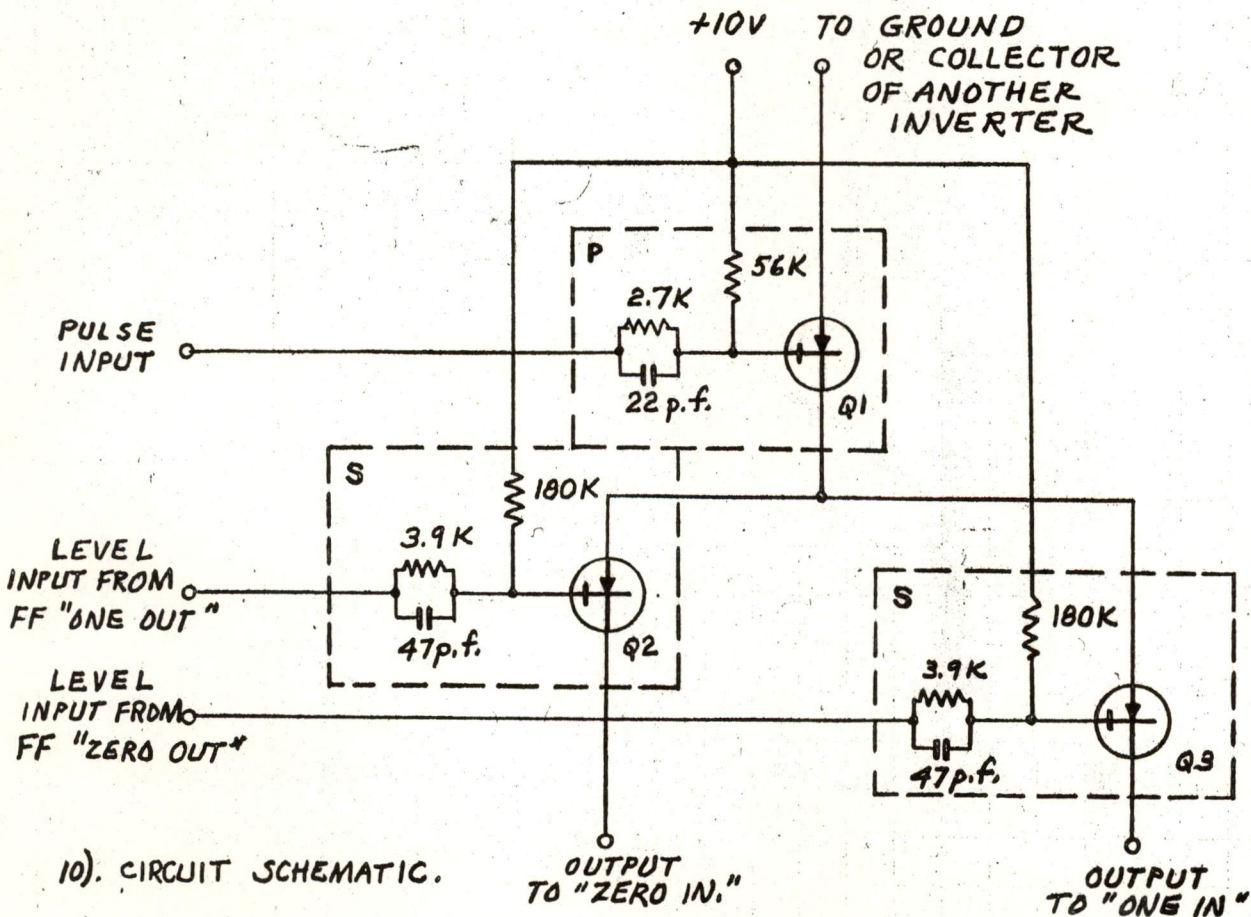 +10V
TO GROUND
OR COLLECTOR
OF ANOTHER
INVERTER
P
56K
2.7K
PULSE
INPUT
22 p.f.
Q1
S
180K
3.9K
LEVEL
INPUT FROM
FF "ONE OUT"
47p.f.
Q2
S
180K
3.9K
LEVEL
INPUT FROM
FF "ZERO OUT"
47p.f.
Q3
10). CIRCUIT SCHEMATIC.
OUTPUT
TO "ZERO IN."
OUTPUT
TO "ONE IN"